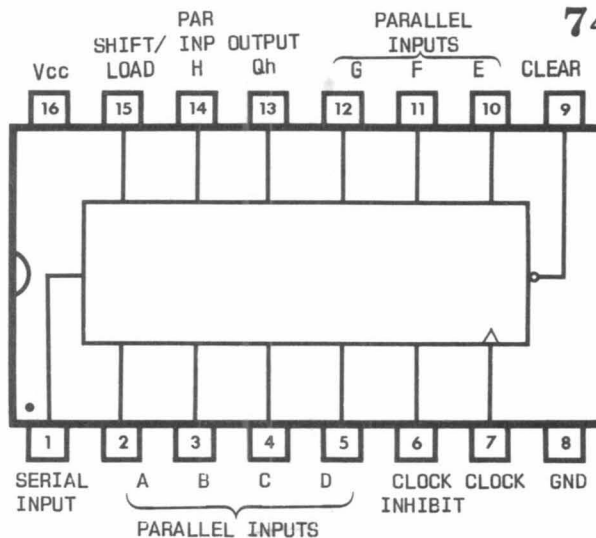 74
PAR
PARALLEL
SHIFT/ INP OUTPUT
INPUTS
Vcc LOAD H Qh G F E CLEAR
16 15 14 13 12 11 10 9
1 2 3 4 5 6 7 8
SERIAL A B C D CLOCK CLOCK GND
INPUT INHIBIT
PARALLEL INPUTS